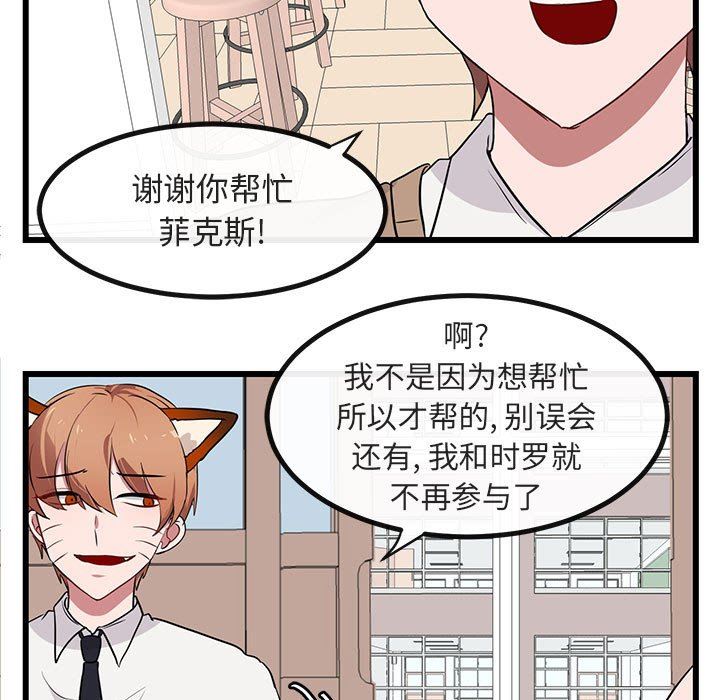 谢谢你帮忙
菲克斯!
啊?
我不是因为想帮忙
所以才帮的, 别误会
还有, 我和时罗就
不再参与了